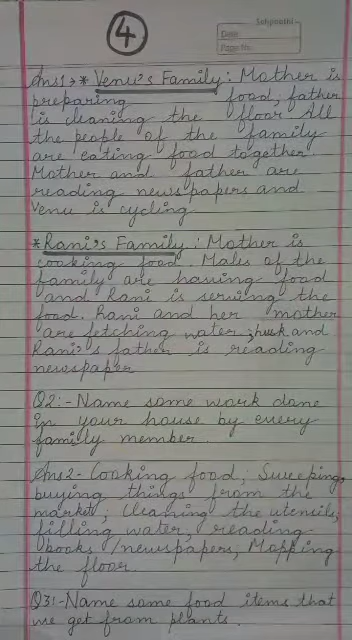 Sahpaathi
Date
Page No.
4
Ans1→* Venu's Family: Mother is
preparing food, father
is cleaning the floor All
the people of the family
are eating food together.
Mother and father are
reading newspapers and
Venu is cycling
*Rani's Family: Mother is
cooking food. Males of the
family are having food
and Rani is serving the
food. Rani and her mother
are fetching water; husk and
Rani's father is reading
newspaper
Q2:- Name some work done
in your house by every
family member.
Ans2- Cooking food; Sweeping,
buying things from the
market; Cleaning the utensils;
filling water; reading
books/newspapers; Mopping
the floor.
Q3:- Name some food items that
we get from plants.